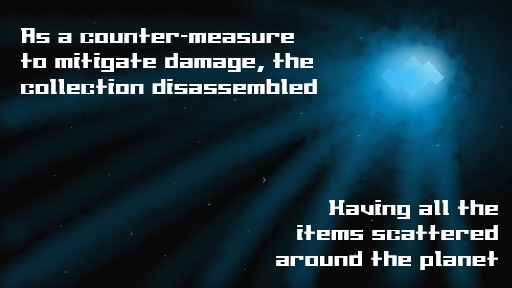 As a counter-measure
to mitigate damage, the
collection disassembled
Having all the
items scattered
around the planet